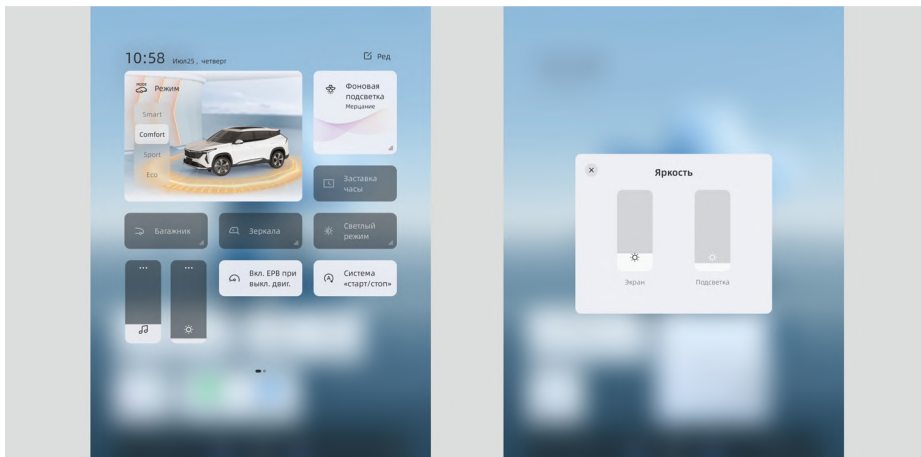 10:58 Июл25, четверг
Ред
Режим
Smart
Comfort
Sport
Eco
Фоновая
подсветка
Мерцание
Заставка
часы
Багажник
Зеркала
Светлый
режим
Вкл. EPB при
выкл. двиг.
Система
«старт/стоп»
Яркость
Экран
Подсветка